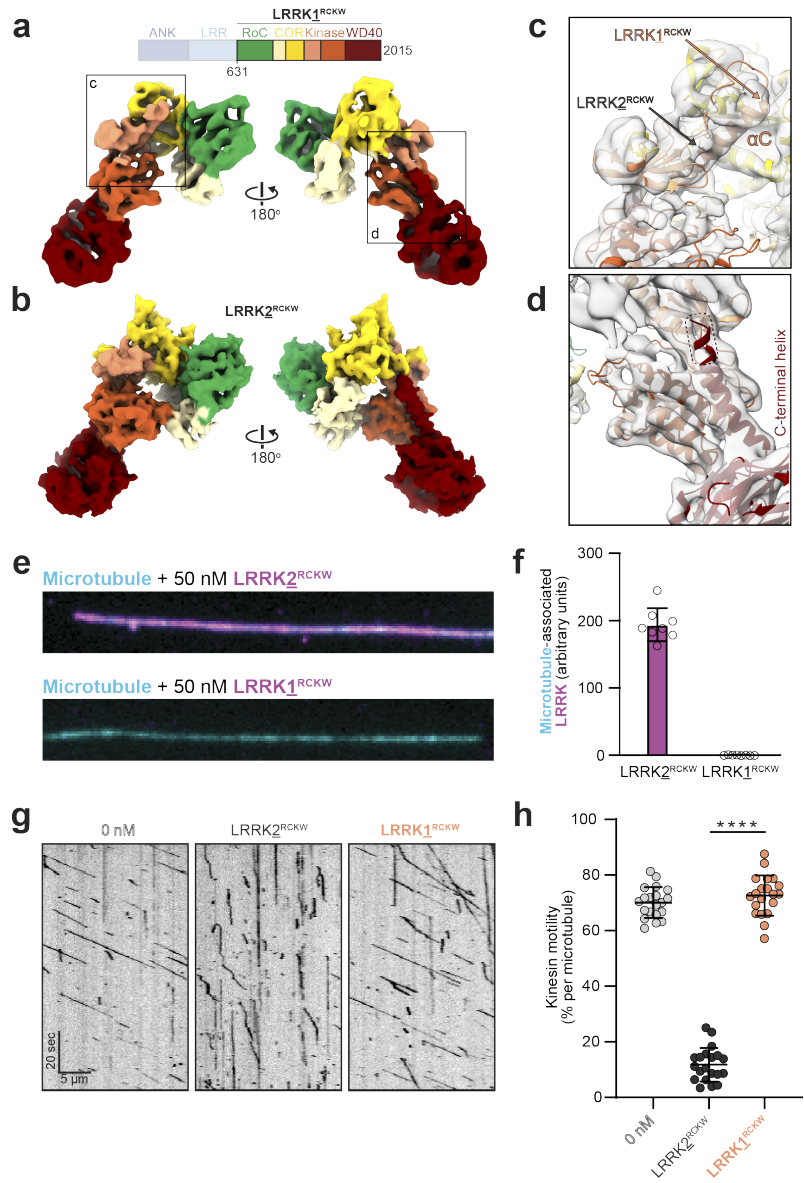 a
LRRK1RCKW
ANK LRR RoC COR Kinase WD40
2015
631
c
180o
d
b
LRRK2RCKW
180o
c
LRRK1RCKW
LRRK2RCKW
αC
d
C-terminal helix
e
Microtubule + 50 nM LRRK2RCKW
Microtubule + 50 nM LRRK1RCKW
f
Microtubule-associated
LRRK (arbitrary units)
300
200
100
0
LRRK2RCKW LRRK1RCKW
g
0 nM LRRK2RCKW LRRK1RCKW
20 sec
5 µm
h
Kinesin motility
(% per microtubule)
100
80
60
40
20
0
****
0 nM
LRRK2RCKW
LRRK1RCKW